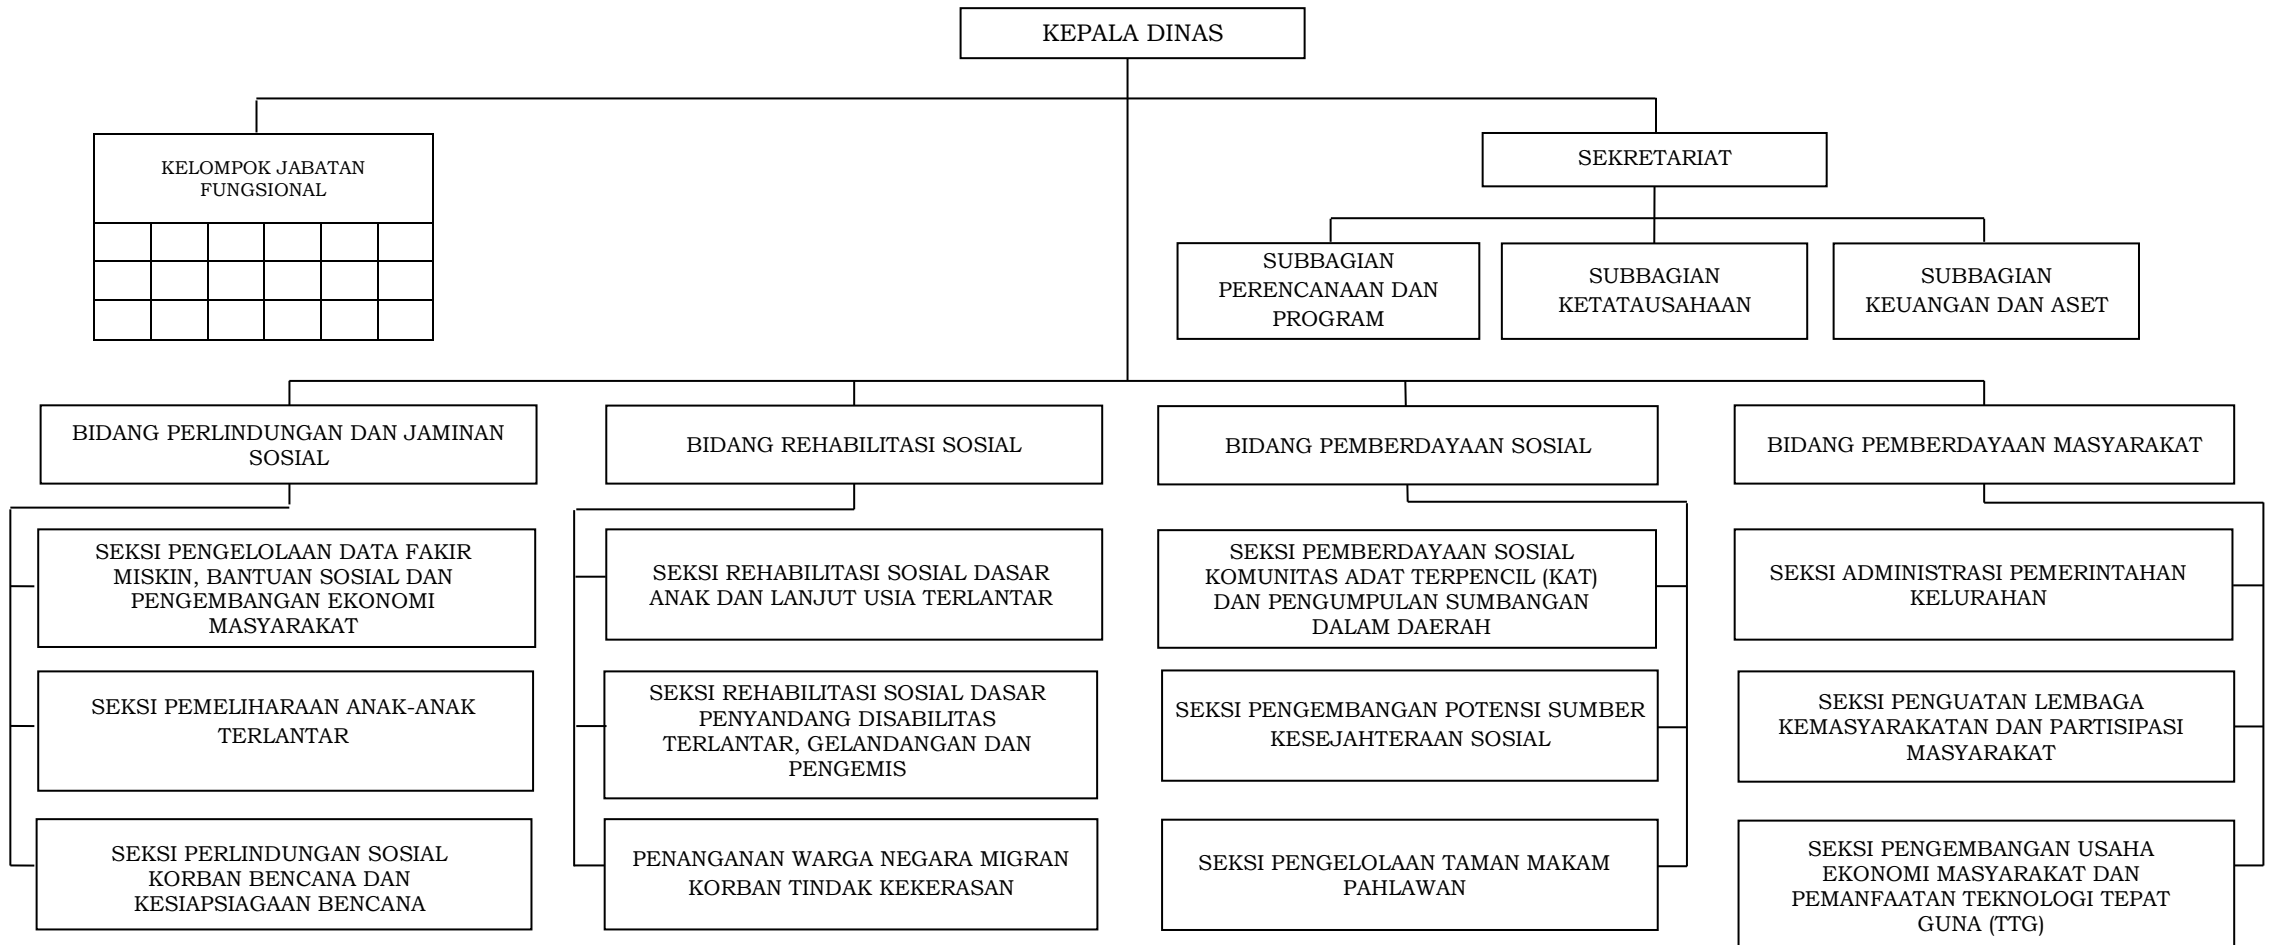 KEPALA DINAS
KELOMPOK JABATAN
FUNGSIONAL
SEKRETARIAT
SUBBAGIAN
PERENCANAAN DAN
PROGRAM
SUBBAGIAN
KETATAUSAHAAN
SUBBAGIAN
KEUANGAN DAN ASET
BIDANG PERLINDUNGAN DAN JAMINAN
SOSIAL
BIDANG REHABILITASI SOSIAL
BIDANG PEMBERDAYAAN SOSIAL
BIDANG PEMBERDAYAAN MASYARAKAT
SEKSI PENGELOLAAN DATA FAKIR
MISKIN, BANTUAN SOSIAL DAN
PENGEMBANGAN EKONOMI
MASYARAKAT
SEKSI REHABILITASI SOSIAL DASAR
ANAK DAN LANJUT USIA TERLANTAR
SEKSI PEMBERDAYAAN SOSIAL
KOMUNITAS ADAT TERPENCIL (KAT)
DAN PENGUMPULAN SUMBANGAN
DALAM DAERAH
SEKSI ADMINISTRASI PEMERINTAHAN
KELURAHAN
SEKSI PEMELIHARAAN ANAK-ANAK
TERLANTAR
SEKSI REHABILITASI SOSIAL DASAR
PENYANDANG DISABILITAS
TERLANTAR, GELANDANGAN DAN
PENGEMIS
SEKSI PENGEMBANGAN POTENSI SUMBER
KESEJAHTERAAN SOSIAL
SEKSI PENGUATAN LEMBAGA
KEMASYARAKATAN DAN PARTISIPASI
MASYARAKAT
SEKSI PERLINDUNGAN SOSIAL
KORBAN BENCANA DAN
KESIAPSIAGAAN BENCANA
PENANGANAN WARGA NEGARA MIGRAN
KORBAN TINDAK KEKERASAN
SEKSI PENGELOLAAN TAMAN MAKAM
PAHLAWAN
SEKSI PENGEMBANGAN USAHA
EKONOMI MASYARAKAT DAN
PEMANFAATAN TEKNOLOGI TEPAT
GUNA (TTG)